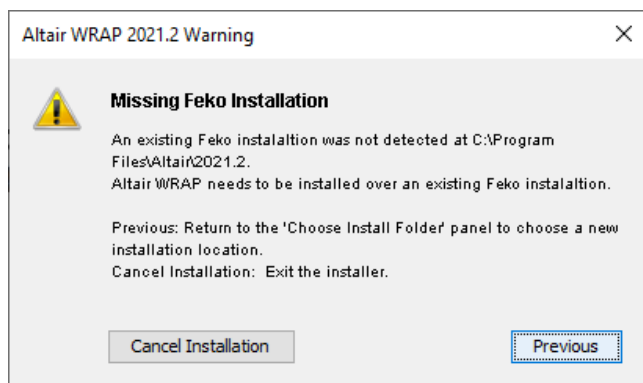 Altair WRAP 2021.2 Warning
Missing Feko Installation
An existing Feko instalaltion was not detected at C:\Program
Files\Altair\2021.2.
Altair WRAP needs to be installed over an existing Feko instalaltion.
Previous: Return to the 'Choose Install Folder' panel to choose a new
installation location.
Cancel Installation:  Exit the installer.
Cancel Installation
Previous